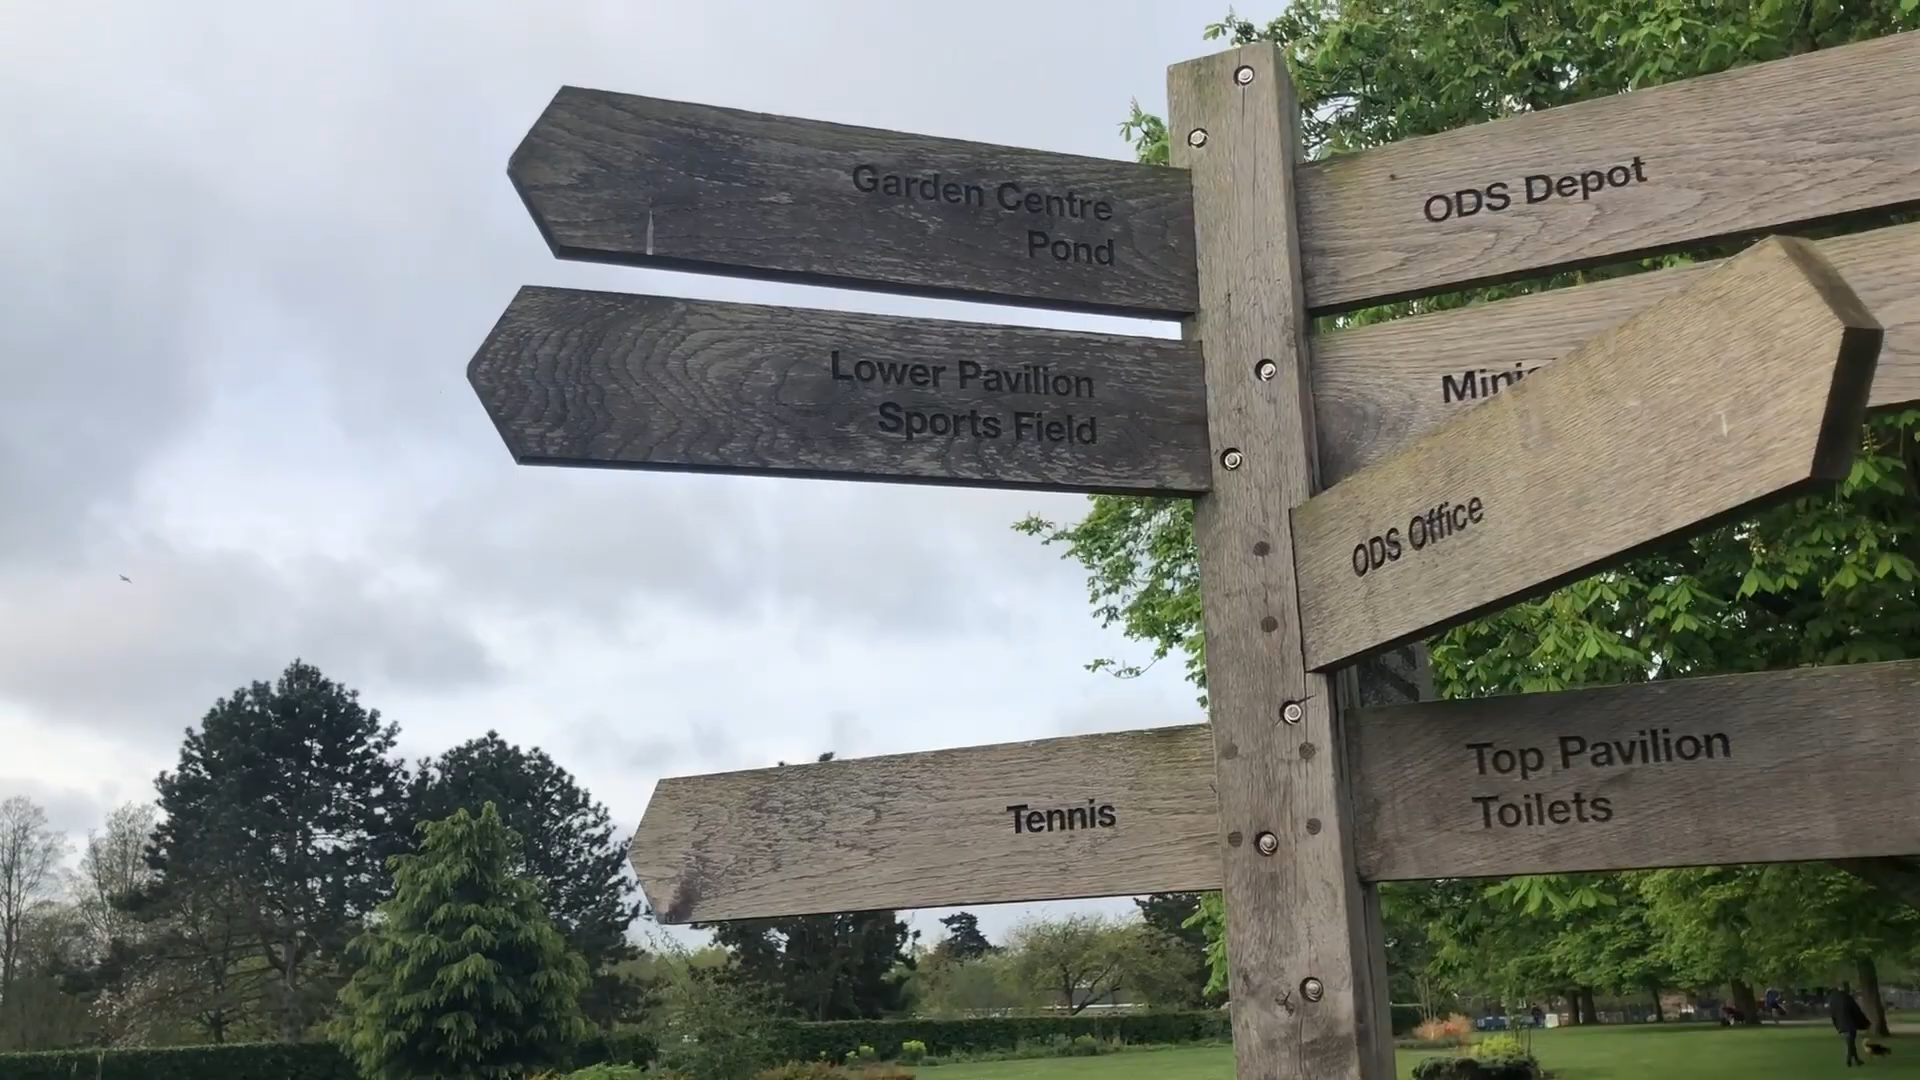 Garden Centre
Pond
Lower Pavilion
Sports Field
Tennis
ODS Depot
ODS Office
Top Pavilion
Toilets